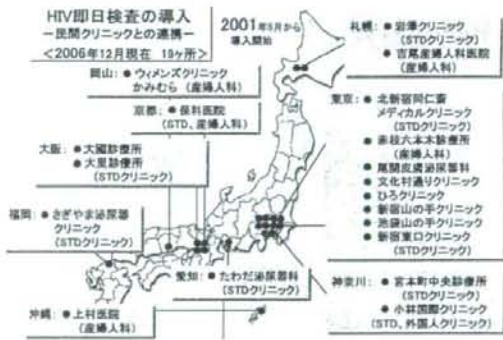 HIV即日検査の導入
－民間クリニックとの連携－
＜2006年12月現在 19ヶ所＞
2001年5月から
導入開始
札幌： ●岩澤クリニック
(STDクリニック)
●吉尾産婦人科医院
(産婦人科)
岡山： ●ウィメンズクリニック
かみむら (産婦人科)
京都： ●保科医院
(STD、産婦人科)
大阪： ●大國診療所
●大里診療所
(STDクリニック)
福岡： ●さぎやま泌尿器
クリニック
(STDクリニック)
東京： ●北新宿同仁斎
メディカルクリニック
(STDクリニック)
●赤枝六本木診療所
(産婦人科)
●尾関皮膚泌尿器科
●文化村通りクリニック
●ひろクリニック
●新宿山の手クリニック
●池袋山の手クリニック
●新宿東口クリニック
(STDクリニック)
愛知： ●たわだ泌尿器科
(STDクリニック)
神奈川： ●宮本町中央診療所
(STDクリニック)
●小林国際クリニック
(STD、外国人クリニック)
沖縄： ●上村医院
(産婦人科)